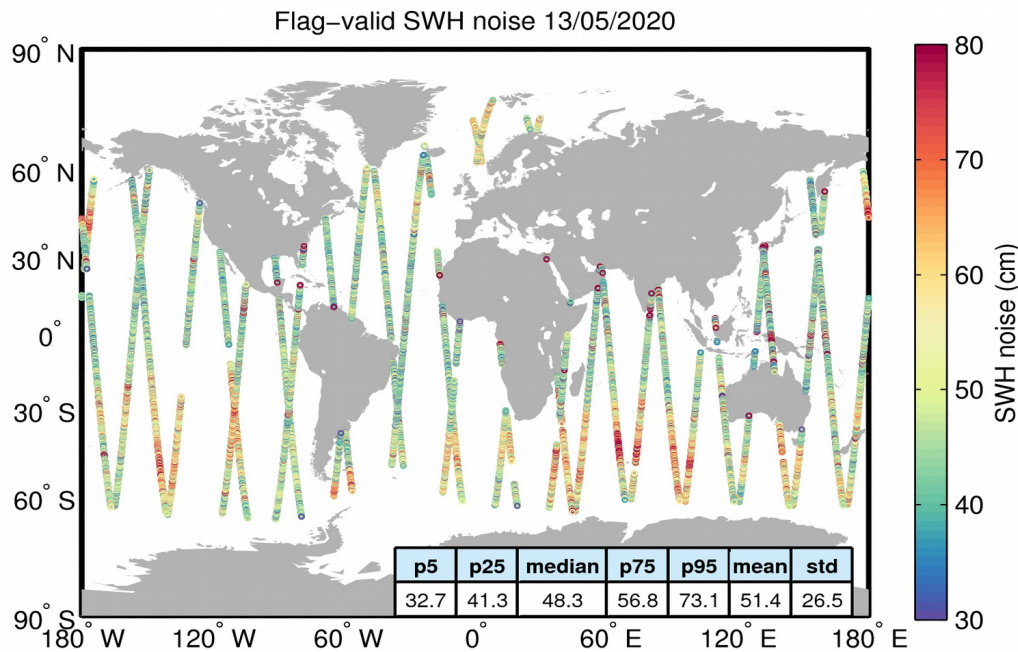 Flag–valid SWH noise 13/05/2020
90° N
60° N
30° N
0°
30° S
60° S
90° S
180° W
120° W
60° W
0°
60° E
120° E
180° E
p5 p25 median p75 p95 mean std
32.7 41.3 48.3 56.8 73.1 51.4 26.5
80
70
60
50
40
30
SWH noise (cm)